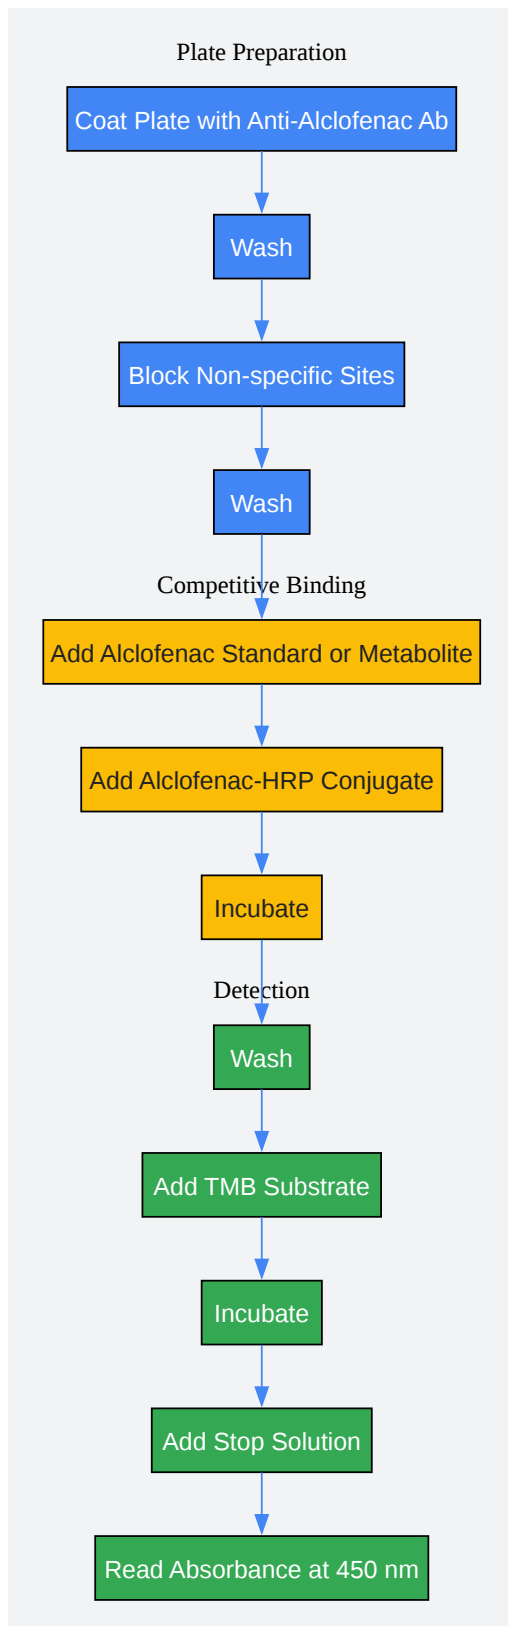 Plate Preparation
Coat Plate with Anti-Alclofenac Ab
Wash
Block Non-specific Sites
Wash
Competitive Binding
Add Alclofenac Standard or Metabolite
Add Alclofenac-HRP Conjugate
Incubate
Detection
Wash
Add TMB Substrate
Incubate
Add Stop Solution
Read Absorbance at 450 nm